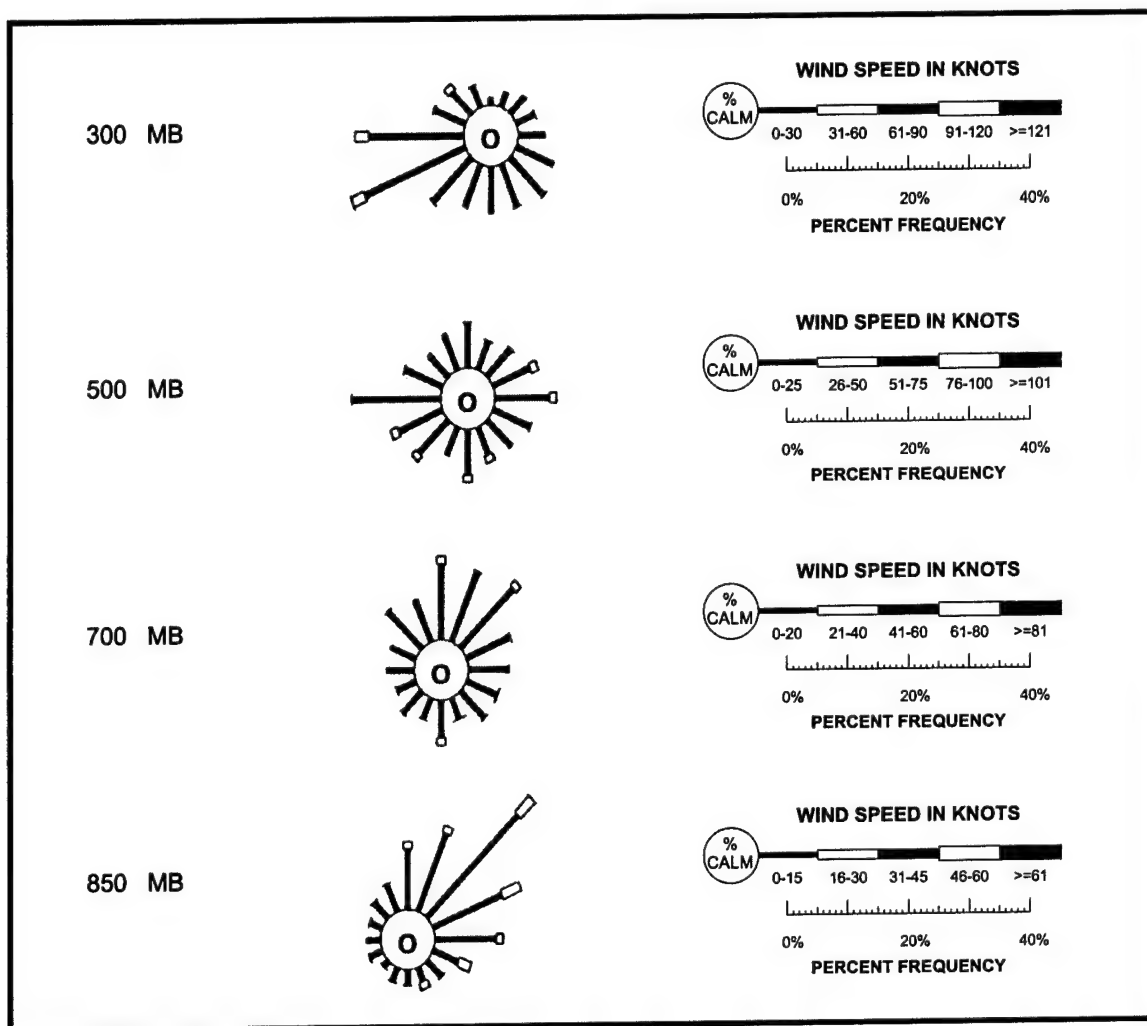 300 MB
O
WIND SPEED IN KNOTS
%
CALM
0-30 31-60 61-90 91-120 >=121
0% 20% 40%
PERCENT FREQUENCY
500 MB
O
WIND SPEED IN KNOTS
%
CALM
0-25 26-50 51-75 76-100 >=101
0% 20% 40%
PERCENT FREQUENCY
700 MB
O
WIND SPEED IN KNOTS
%
CALM
0-20 21-40 41-60 61-80 >=81
0% 20% 40%
PERCENT FREQUENCY
850 MB
O
WIND SPEED IN KNOTS
%
CALM
0-15 16-30 31-45 46-60 >=61
0% 20% 40%
PERCENT FREQUENCY